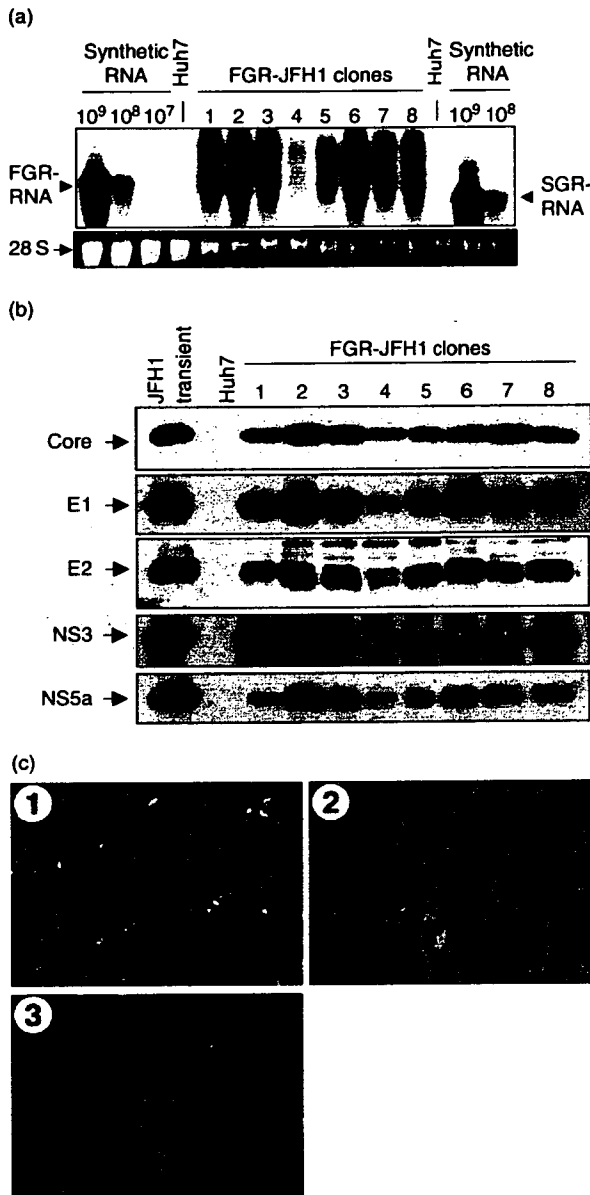 (a)
Synthetic RNA Huh7 FGR-JFH1 clones Huh7 Synthetic RNA
10⁹ 10⁸ 10⁷ 1 2 3 4 5 6 7 8 10⁹ 10⁸
FGR-RNA SGR-RNA
28 S
(b)
JFH1 transient Huh7 FGR-JFH1 clones
1 2 3 4 5 6 7 8
Core
E1
E2
NS3
NS5a
(c)
1 2
3